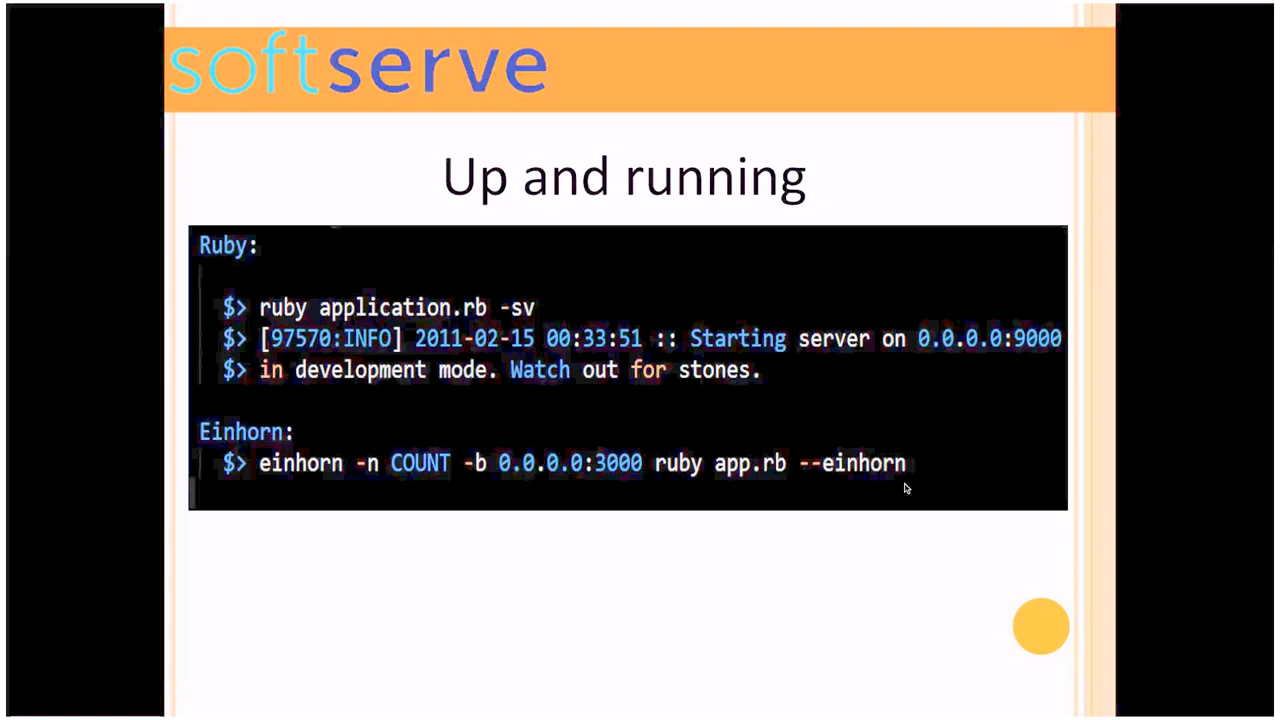 softserve
Up and running
Ruby:
$> ruby application.rb -sv
$> [97570:INFO] 2011-02-15 00:33:51 :: Starting server on 0.0.0.0:9000
$> in development mode. Watch out for stones.
Einhorn:
$> einhorn -n COUNT -b 0.0.0.0:3000 ruby app.rb --einhorn